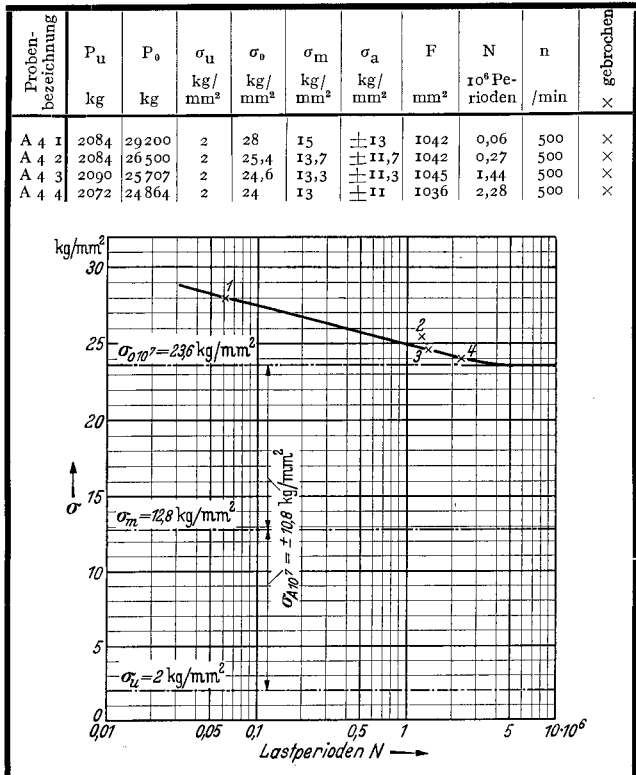 Proben-
bezeichnung
P_u
kg
P_0
kg
σ_u
kg/
mm²
σ_0
kg/
mm²
σ_m
kg/
mm²
σ_a
kg/
mm²
F
mm²
N
10⁶ Pe-
rioden
n
/min
× gebrochen
A 4 1 2084 29200 2 28 15 ±13 1042 0,06 500 ×
A 4 2 2084 26500 2 25,4 13,7 ±11,7 1042 0,27 500 ×
A 4 3 2090 25707 2 24,6 13,3 ±11,3 1045 1,44 500 ×
A 4 4 2072 24864 2 24 13 ±11 1036 2,28 500 ×
kg/mm²
30
1
2
σ_{o10⁷}=23,6 kg/mm²
25
3
4
20
σ_{A10⁷}=±10,8 kg/mm²
15
σ
σ_m=12,8 kg/mm²
10
5
σ_u=2 kg/mm²
0
0,01 0,05 0,1 0,5 1 5 10·10⁶
Lastperioden N